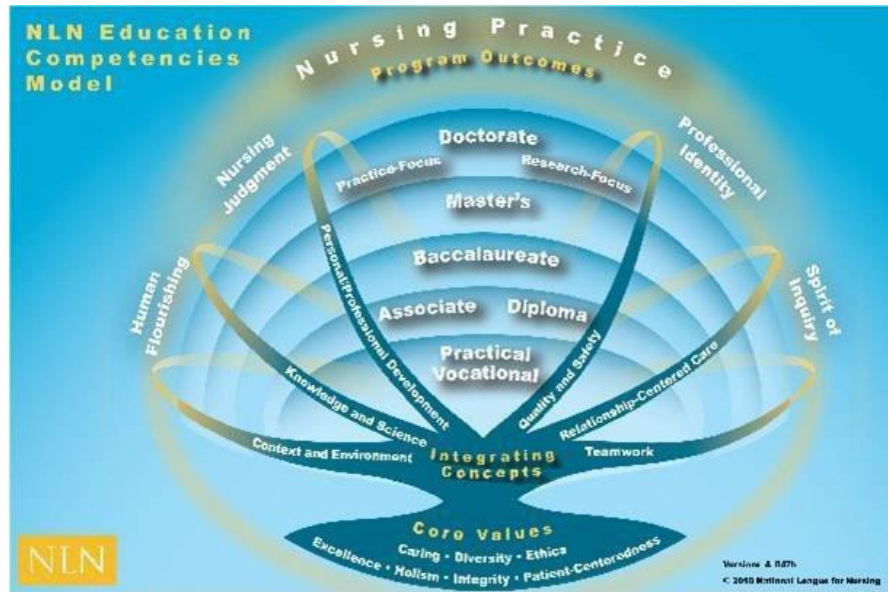 NLN Education
Competencies
Model
Nursing Practice
Program Outcomes
Nursing
Judgment
Professional
Identity
Human
Flourishing
Spirit of
Inquiry
Doctorate
Practice-Focus
Research-Focus
Master's
Baccalaureate
Associate
Diploma
Practical
Vocational
Context and Environment
Knowledge and Science
Personal/Professional Development
Quality and Safety
Relationship-Centered Care
Teamwork
Integrating
Concepts
Core Values
Caring • Diversity • Ethics
Excellence • Holism • Integrity • Patient-Centeredness
NLN
© 2010 National League for Nursing